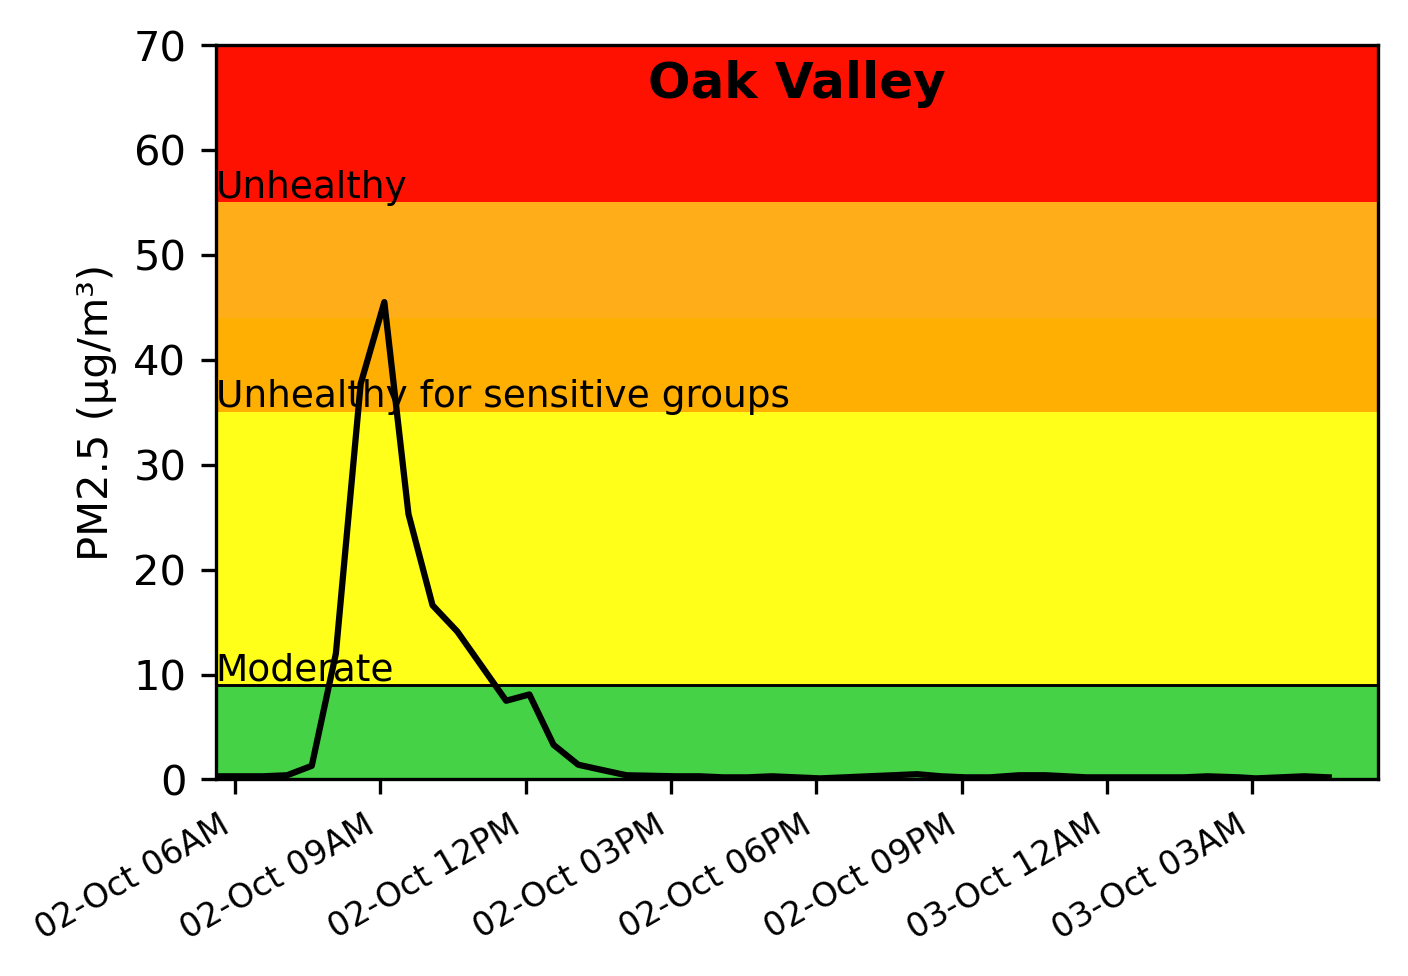 Oak Valley
70
60
50
40
30
20
10
0
PM2.5 (µg/m³)
Unhealthy
Unhealthy for sensitive groups
Moderate
02-Oct 06AM
02-Oct 09AM
02-Oct 12PM
02-Oct 03PM
02-Oct 06PM
02-Oct 09PM
03-Oct 12AM
03-Oct 03AM